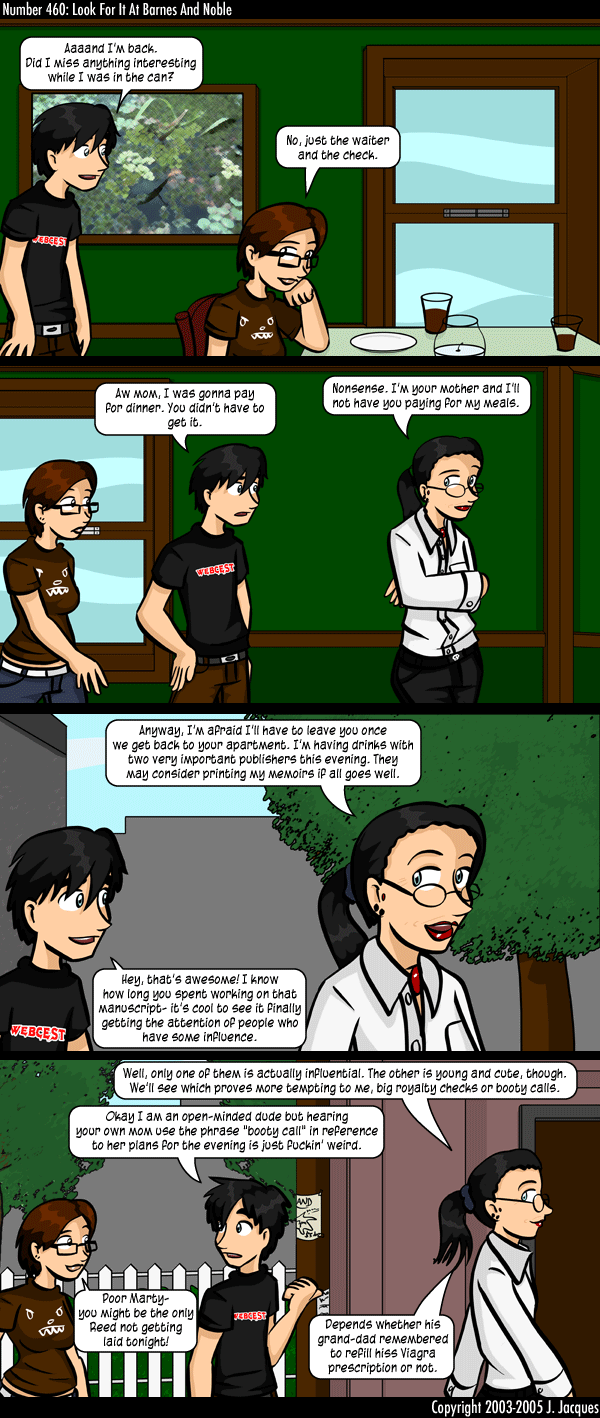 Number 460: Look For It At Barnes And Noble
Aaaand I'm back.
Did I miss anything interesting
while I was in the can?
No, just the waiter
and the check.
WEBCEST
Aw mom, I was gonna pay
for dinner. You didn't have to
get it.
Nonsense. I'm your mother and I'll
not have you paying for my meals.
WEBCEST
Anyway, I'm afraid I'll have to leave you once
we get back to your apartment. I'm having drinks with
two very important publishers this evening. They
may consider printing my memoirs if all goes well.
Hey, that's awesome! I know
how long you spent working on that
manuscript- it's cool to see it finally
getting the attention of people who
have some influence.
WEBCEST
Well, only one of them is actually influential. The other is young and cute, though.
We'll see which proves more tempting to me, big royalty checks or booty calls.
Okay I am an open-minded dude but hearing
your own mom use the phrase "booty call" in reference
to her plans for the evening is just fuckin' weird.
AND
Poor Marty-
you might be the only
Reed not getting
laid tonight!
WEBCEST
Depends whether his
grand-dad remembered
to refill hiss Viagra
prescription or not.
Copyright 2003-2005 J. Jacques